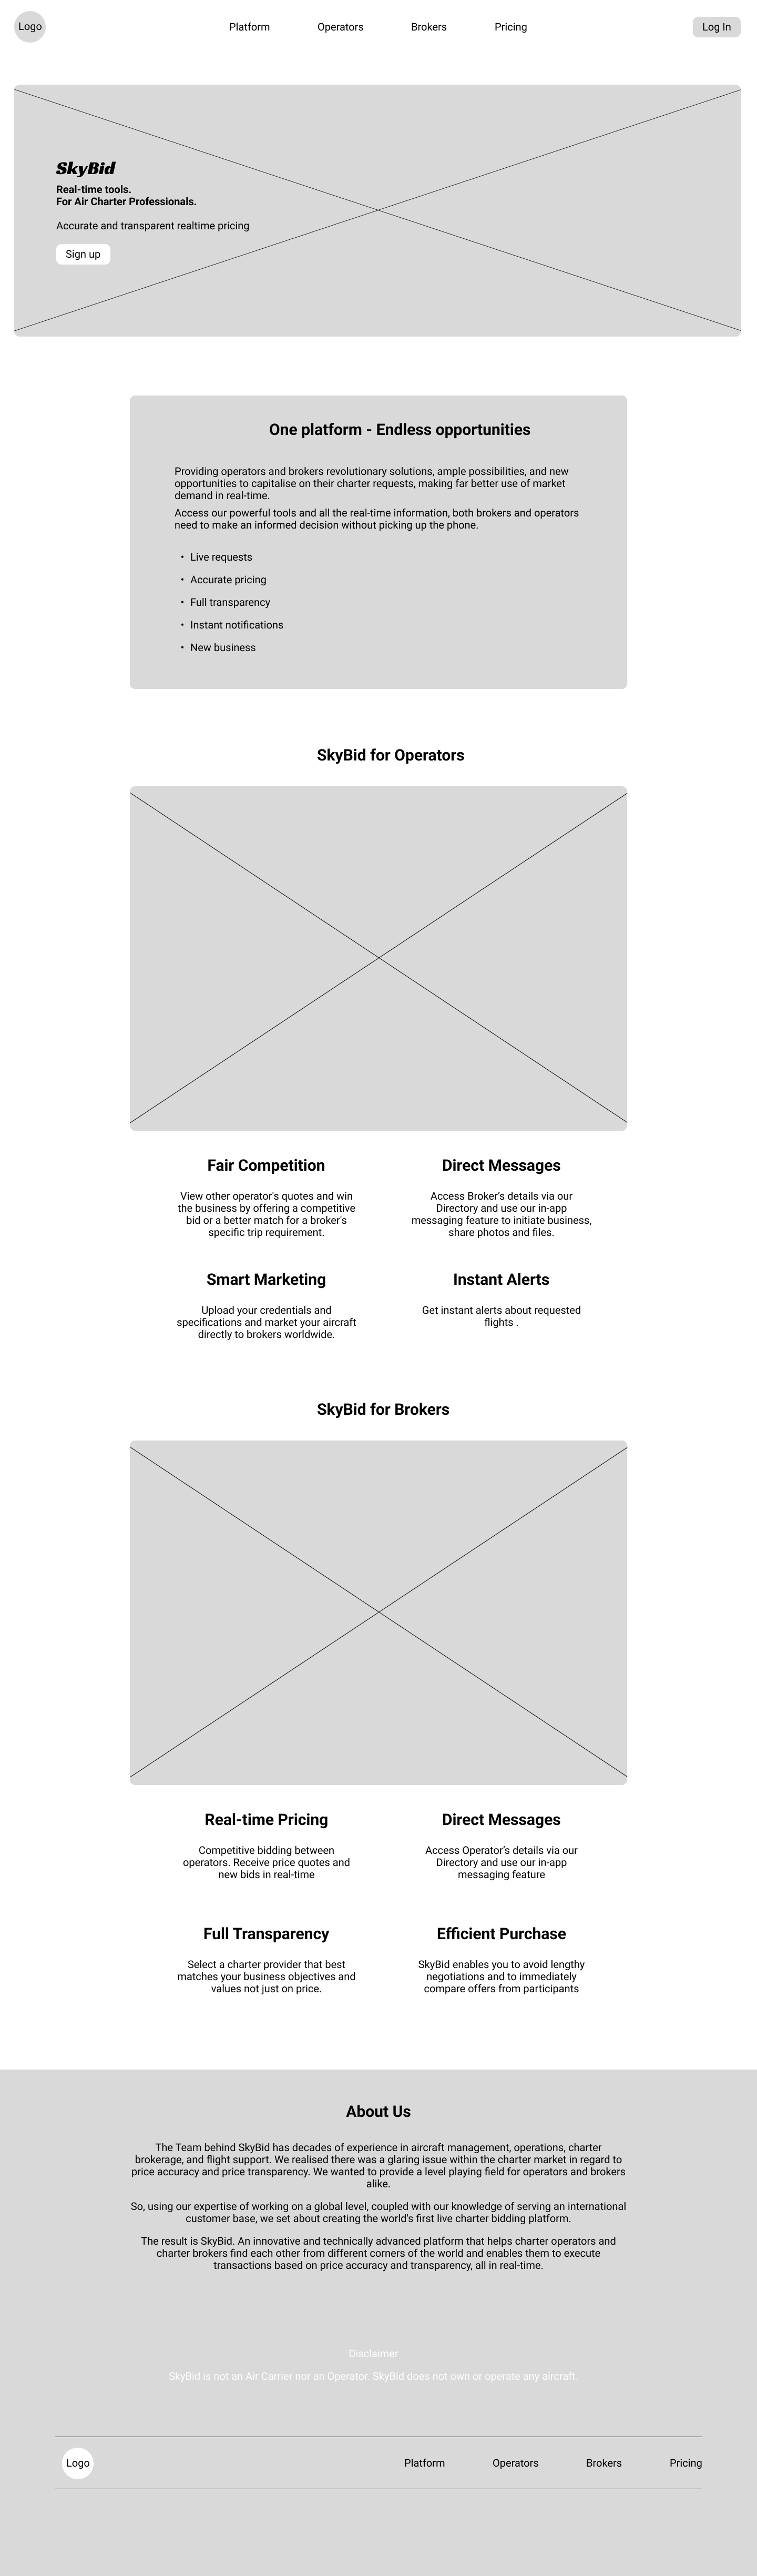 Logo
Platform Operators Brokers Pricing
Log In
SkyBid
Real-time tools.
For Air Charter Professionals.
Accurate and transparent realtime pricing
Sign up
One platform - Endless opportunities
Providing operators and brokers revolutionary solutions, ample possibilities, and new
opportunities to capitalise on their charter requests, making far better use of market
demand in real-time.
Access our powerful tools and all the real-time information, both brokers and operators
need to make an informed decision without picking up the phone.
• Live requests
• Accurate pricing
• Full transparency
• Instant notifications
• New business
SkyBid for Operators
Fair Competition
View other operator's quotes and win
the business by offering a competitive
bid or a better match for a broker's
specific trip requirement.
Direct Messages
Access Broker's details via our
Directory and use our in-app
messaging feature to initiate business,
share photos and files.
Smart Marketing
Upload your credentials and
specifications and market your aircraft
directly to brokers worldwide.
Instant Alerts
Get instant alerts about requested
flights .
SkyBid for Brokers
Real-time Pricing
Competitive bidding between
operators. Receive price quotes and
new bids in real-time
Direct Messages
Access Operator's details via our
Directory and use our in-app
messaging feature
Full Transparency
Select a charter provider that best
matches your business objectives and
values not just on price.
Efficient Purchase
SkyBid enables you to avoid lengthy
negotiations and to immediately
compare offers from participants
About Us
The Team behind SkyBid has decades of experience in aircraft management, operations, charter
brokerage, and flight support. We realised there was a glaring issue within the charter market in regard to
price accuracy and price transparency. We wanted to provide a level playing field for operators and brokers
alike.
So, using our expertise of working on a global level, coupled with our knowledge of serving an international
customer base, we set about creating the world's first live charter bidding platform.
The result is SkyBid. An innovative and technically advanced platform that helps charter operators and
charter brokers find each other from different corners of the world and enables them to execute
transactions based on price accuracy and transparency, all in real-time.
Disclaimer
SkyBid is not an Air Carrier nor an Operator. SkyBid does not own or operate any aircraft.
Logo
Platform Operators Brokers Pricing